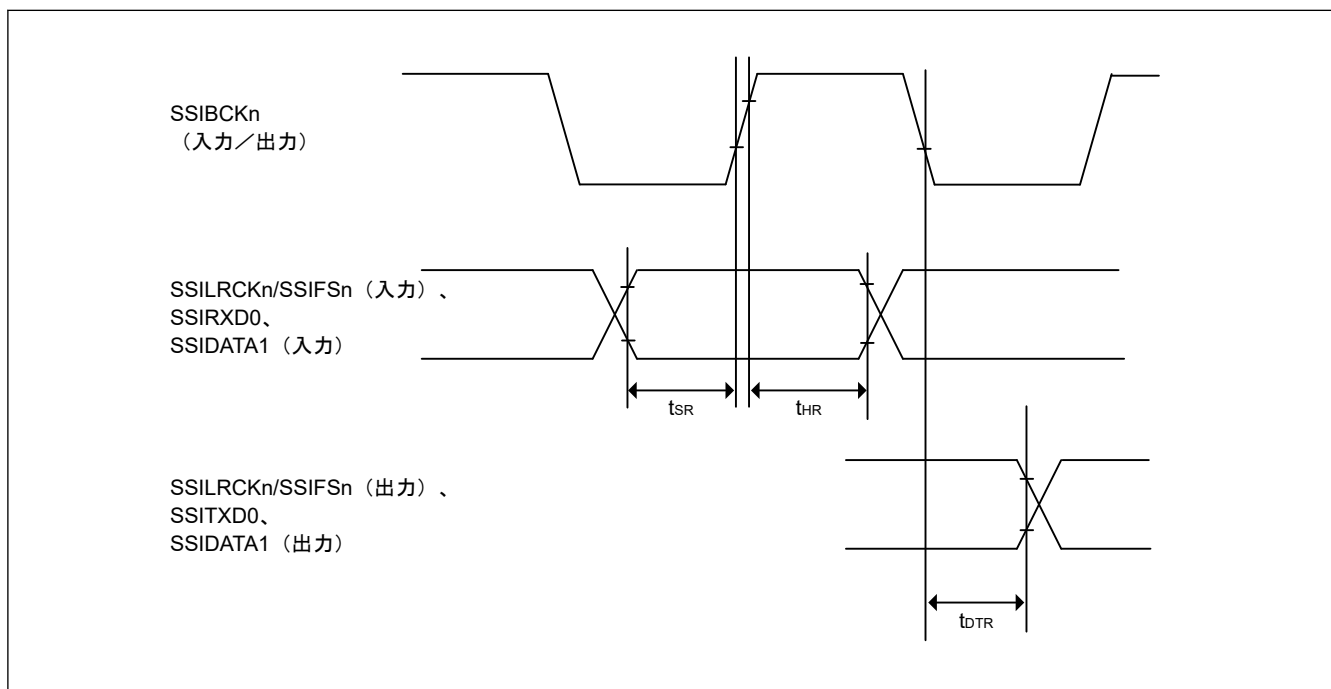 SSIBCKn
（入力／出力）
SSILRCKn/SSIFSn（入力）、
SSIRXD0、
SSIDATA1（入力）
tSR
tHR
SSILRCKn/SSIFSn（出力）、
SSITXD0、
SSIDATA1（出力）
tDTR